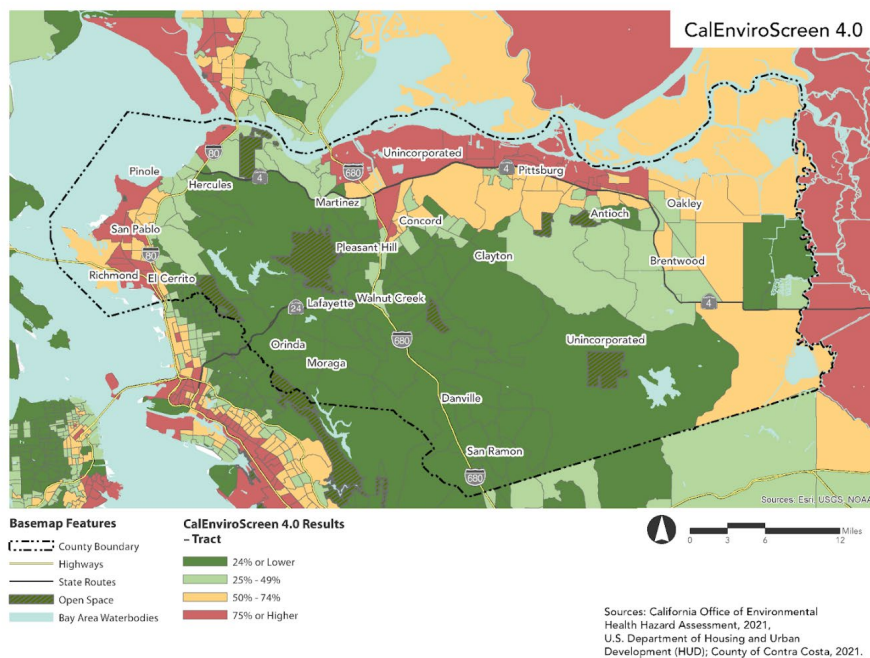 CalEnviroScreen 4.0
80
Pinole
Hercules
4
680
Unincorporated
4
Pittsburg
Martinez
San Pablo
Concord
Antioch
Oakley
80
Pleasant Hill
Clayton
Brentwood
Richmond
El Cerrito
24
Lafayette
Walnut Creek
4
Orinda
680
Unincorporated
Moraga
Danville
San Ramon
680
Sources: Esri, USGS, NOAA
Basemap Features
County Boundary
Highways
State Routes
Open Space
Bay Area Waterbodies
CalEnviroScreen 4.0 Results
– Tract
24% or Lower
25% - 49%
50% - 74%
75% or Higher
0 3 6 12 Miles
Sources: California Office of Environmental
Health Hazard Assessment, 2021,
U.S. Department of Housing and Urban
Development (HUD); County of Contra Costa, 2021.